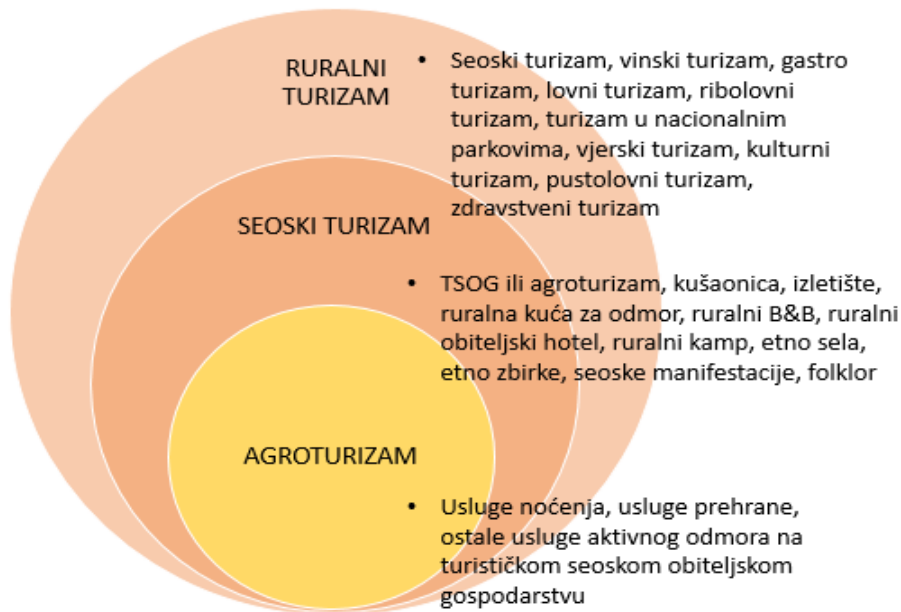 RURALNI
TURIZAM
• Seoski turizam, vinski turizam, gastro
turizam, lovni turizam, ribolovni
turizam, turizam u nacionalnim
parkovima, vjerski turizam, kulturni
turizam, pustolovni turizam,
zdravstveni turizam
SEOSKI TURIZAM
• TSOG ili agroturizam, kušaonica, izletište,
ruralna kuća za odmor, ruralni B&B, ruralni
obiteljski hotel, ruralni kamp, etno sela,
etno zbirke, seoske manifestacije, folklor
AGROTURIZAM
• Usluge noćenja, usluge prehrane,
ostale usluge aktivnog odmora na
turističkom seoskom obiteljskom
gospodarstvu